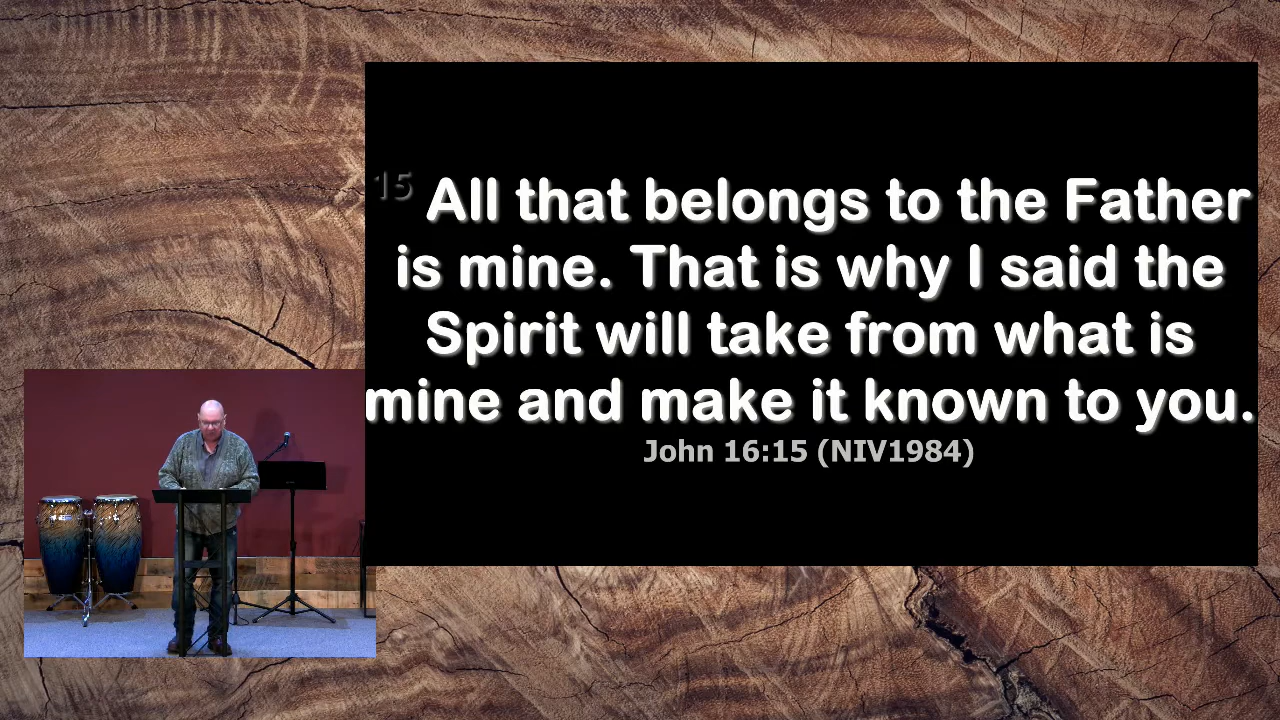 15 All that belongs to the Father
is mine. That is why I said the
Spirit will take from what is
mine and make it known to you.
John 16:15 (NIV1984)